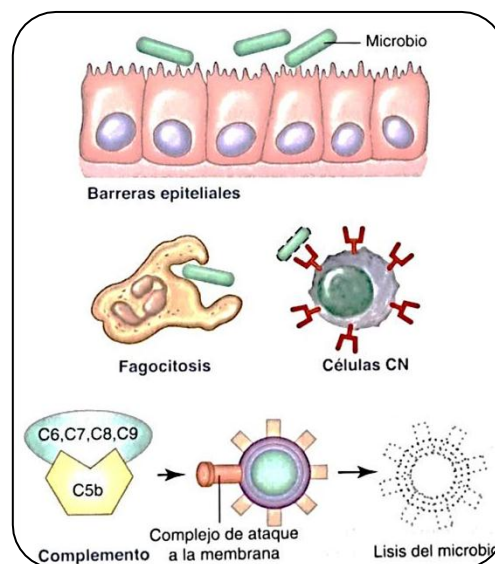 Microbio
Barreras epiteliales
Fagocitosis
Células CN
C6,C7,C8,C9
C5b
Complemento
Complejo de ataque
a la membrana
Lisis del microbio